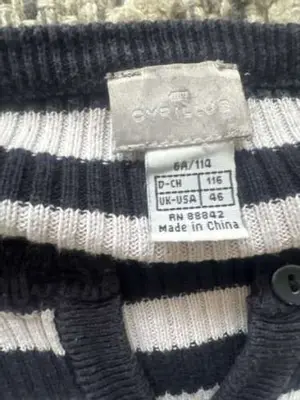 6A/114
D-CH 116
UK-USA 46
RN 88842
Made in China